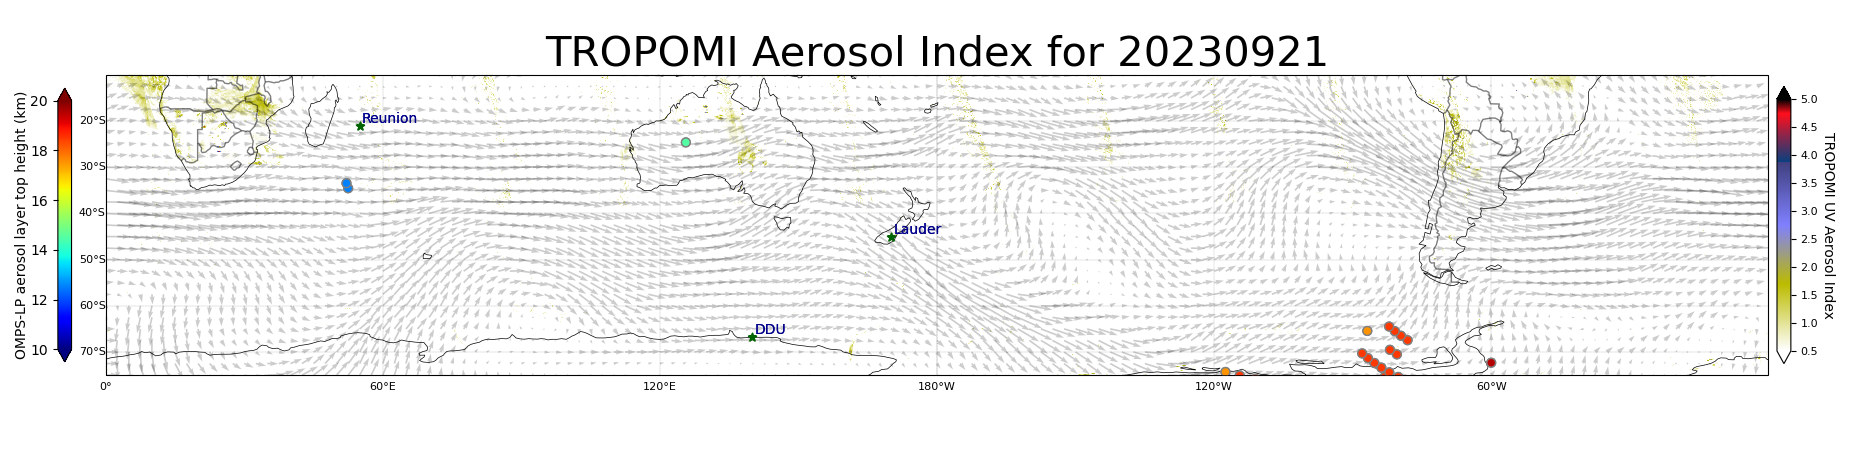 TROPOMI Aerosol Index for 20230921
OMPS-LP aerosol layer top height (km)
20
18
16
14
12
10
20°S
30°S
40°S
50°S
60°S
70°S
Reunion
Lauder
DDU
0°
60°E
120°E
180°W
120°W
60°W
5.0
4.5
4.0
3.5
3.0
2.5
2.0
1.5
1.0
0.5
TROPOMI UV Aerosol Index